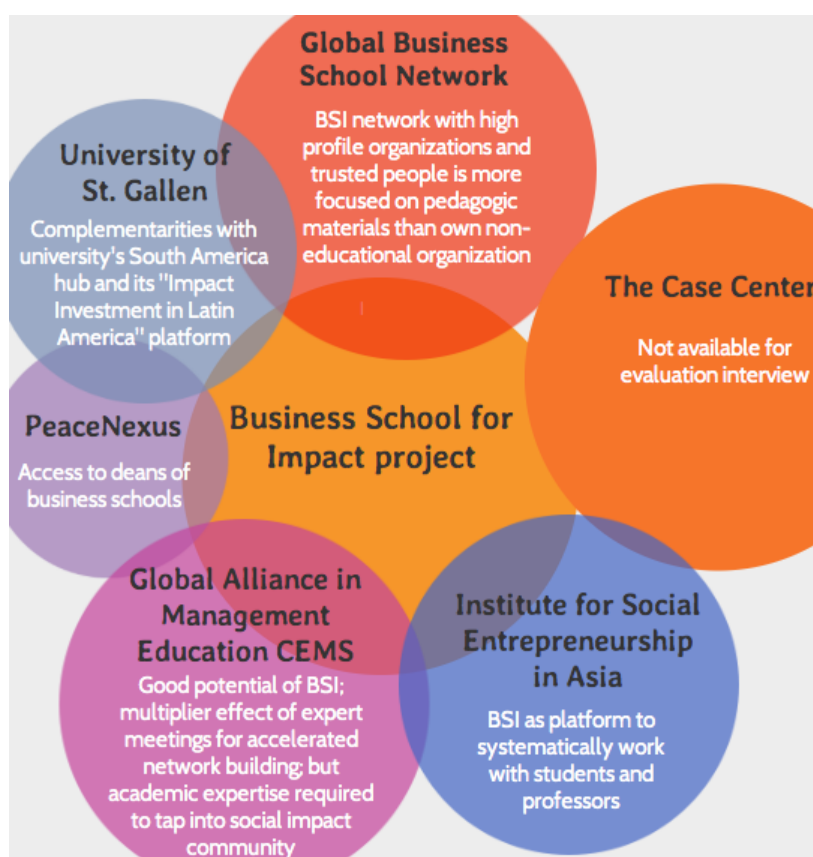 Global Business
School Network
BSI network with high
profile organizations and
trusted people is more
focused on pedagogic
materials than own non-
educational organization
University of
St. Gallen
Complementarities with
university's South America
hub and its "Impact
Investment in Latin
America" platform
The Case Center
Not available for
evaluation interview
PeaceNexus
Access to deans of
business schools
Business School for
Impact project
Global Alliance in
Management
Education CEMS
Good potential of BSI;
multiplier effect of expert
meetings for accelerated
network building; but
academic expertise required
to tap into social impact
community
Institute for Social
Entrepreneurship
in Asia
BSI as platform to
systematically work
with students and
professors